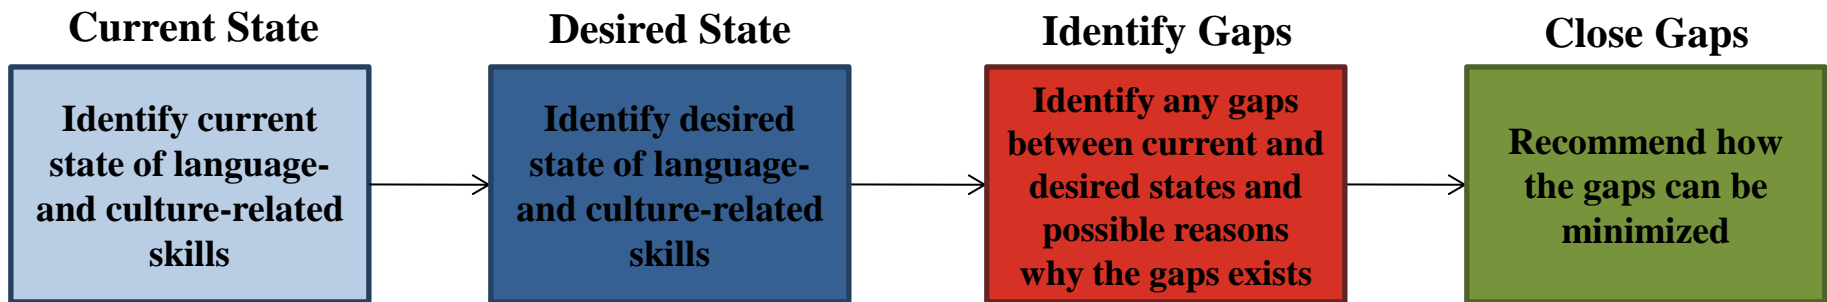 Current State
Identify current
state of language-
and culture-related
skills
Desired State
Identify desired
state of language-
and culture-related
skills
Identify Gaps
Identify any gaps
between current and
desired states and
possible reasons
why the gaps exists
Close Gaps
Recommend how
the gaps can be
minimized